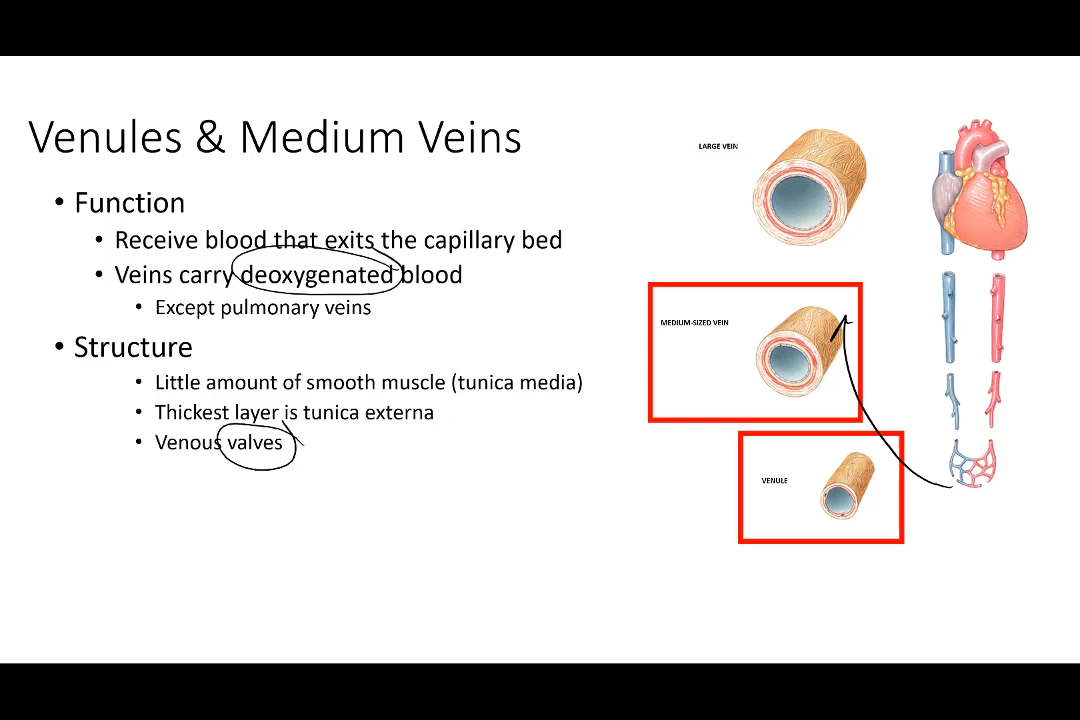 Venules & Medium Veins
• Function
• Receive blood that exits the capillary bed
• Veins carry deoxygenated blood
• Except pulmonary veins
• Structure
• Little amount of smooth muscle (tunica media)
• Thickest layer is tunica externa
• Venous valves
LARGE VEIN
MEDIUM-SIZED VEIN
VENULE